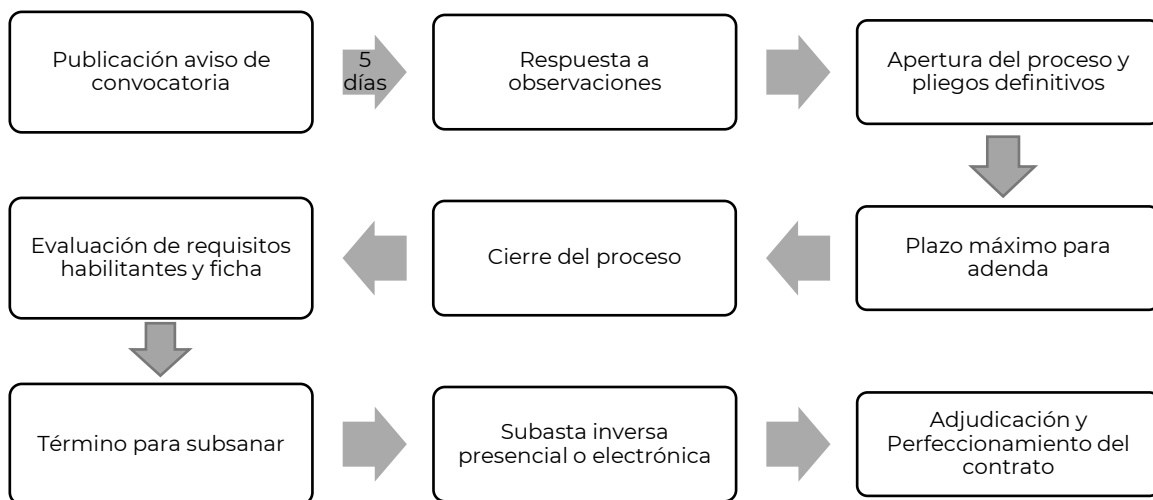 Publicación aviso de
convocatoria
5
días
Respuesta a
observaciones
Apertura del proceso y
pliegos definitivos
Plazo máximo para
adenda
Cierre del proceso
Evaluación de requisitos
habilitantes y ficha
Término para subsanar
Subasta inversa
presencial o electrónica
Adjudicación y
Perfeccionamiento del
contrato